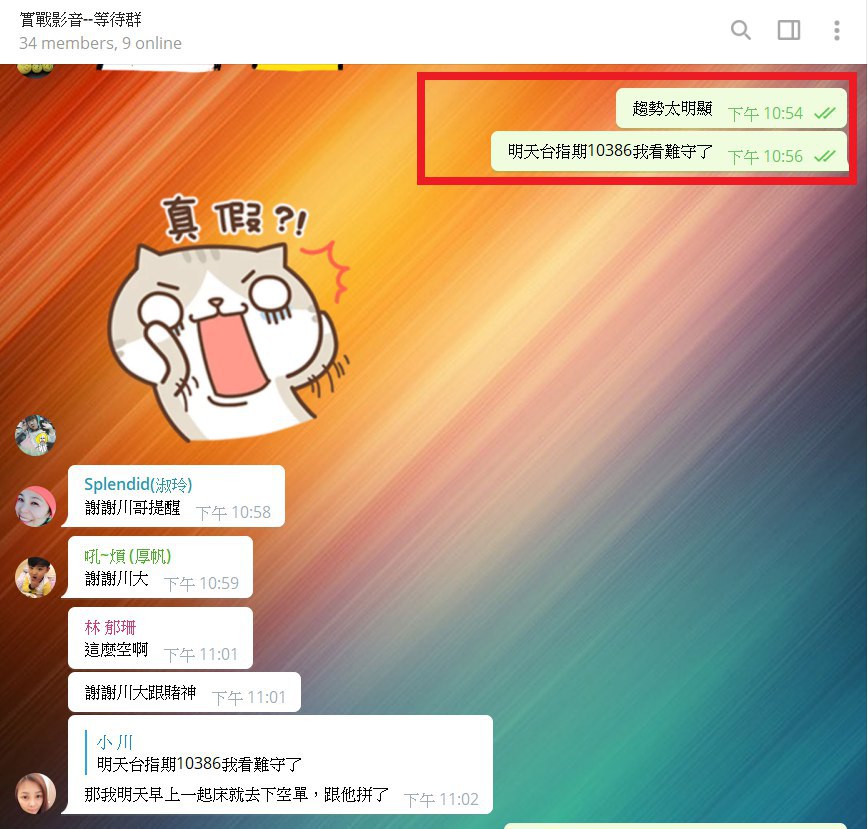 實戰影音--等待群
34 members, 9 online
趨勢太明顯 下午 10:54
明天台指期10386我看難守了 下午 10:56
真假?!
Splendid(淑玲)
謝謝川哥提醒 下午 10:58
吼~煩 (厚帆)
謝謝川大 下午 10:59
林 郁珊
這麼空啊 下午 11:01
謝謝川大跟賭神 下午 11:01
小 川
明天台指期10386我看難守了
那我明天早上一起床就去下空單，跟他拼了 下午 11:02